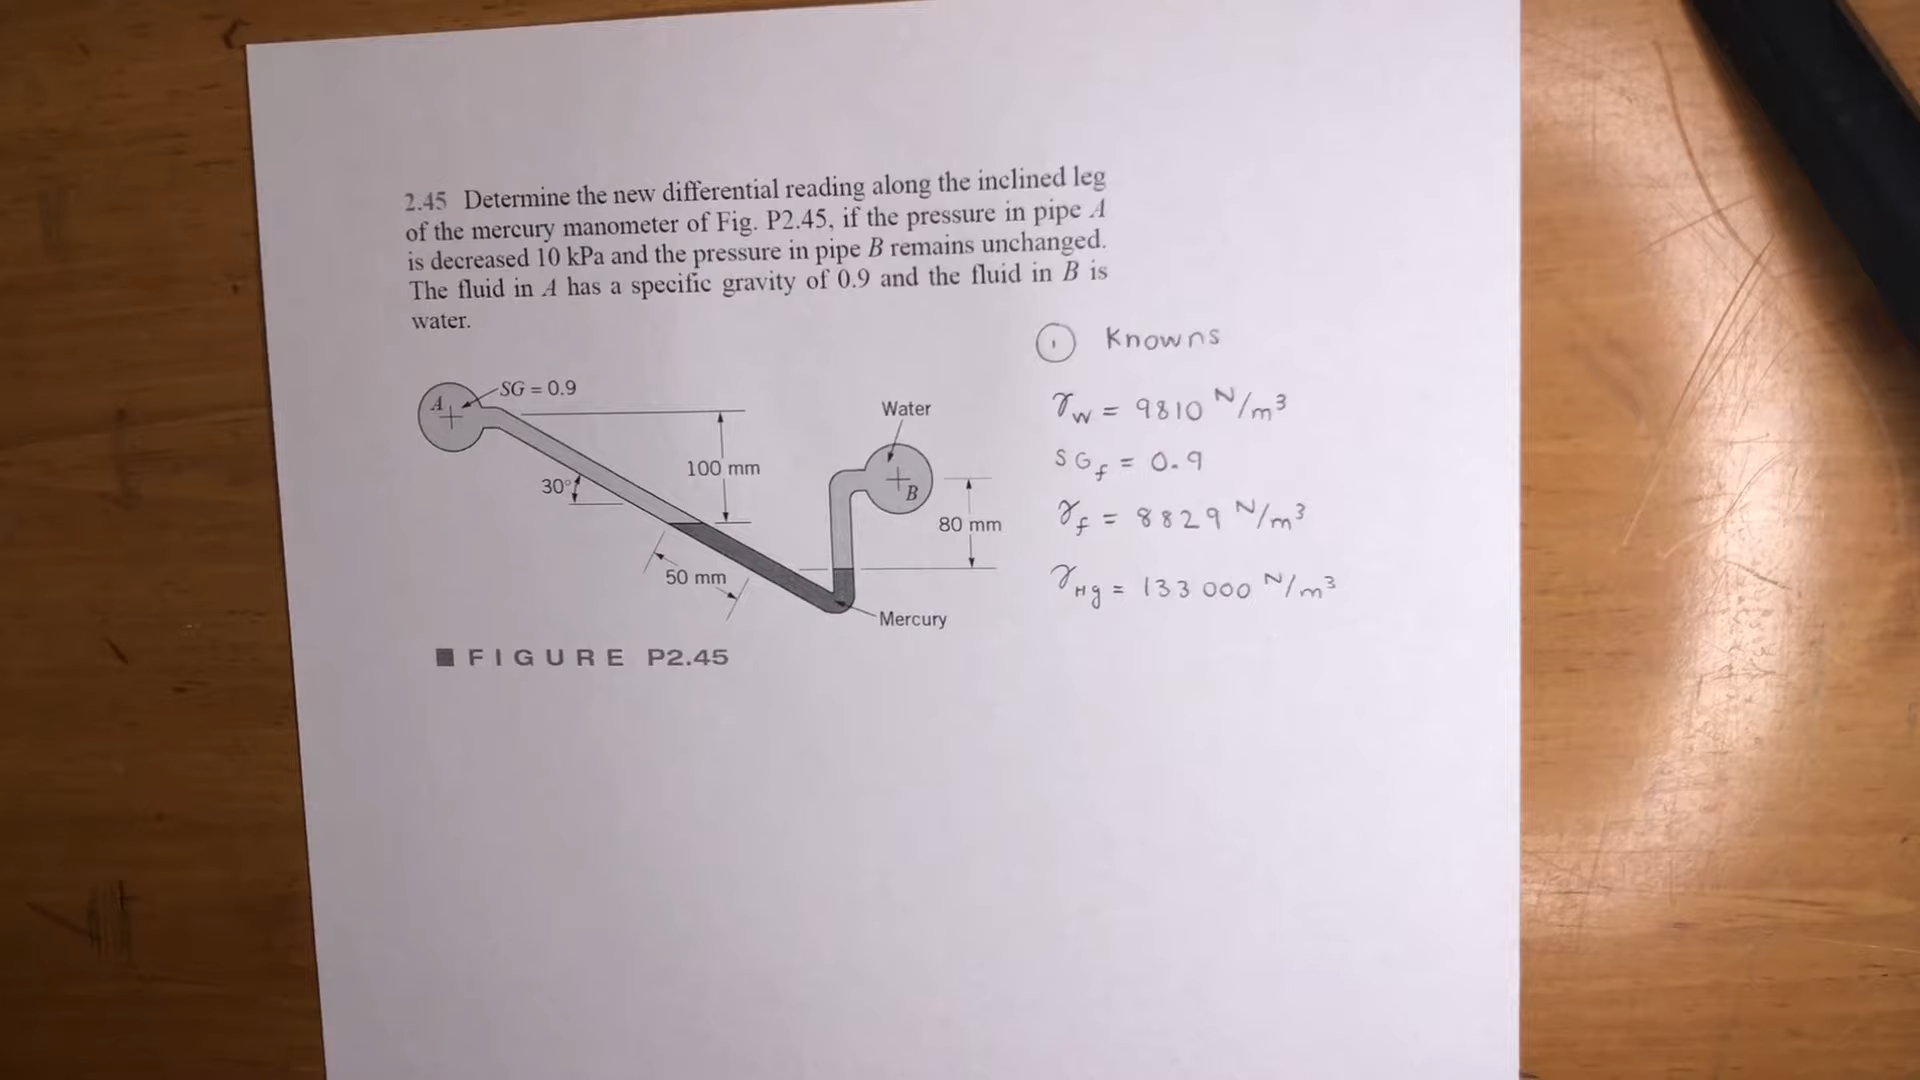 2.45 Determine the new differential reading along the inclined leg
of the mercury manometer of Fig. P2.45, if the pressure in pipe A
is decreased 10 kPa and the pressure in pipe B remains unchanged.
The fluid in A has a specific gravity of 0.9 and the fluid in B is
water.
① Knowns
γw = 9810 N/m³
SGf = 0.9
γf = 8829 N/m³
γHg = 133 000 N/m³
A
SG = 0.9
Water
100 mm
30°
B
80 mm
50 mm
Mercury
FIGURE P2.45